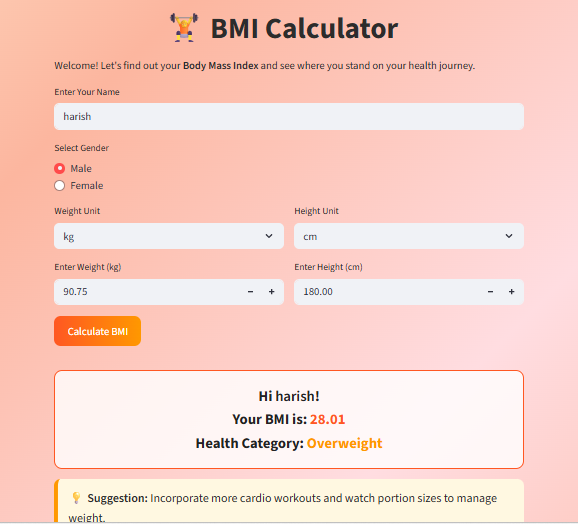 BMI Calculator
Welcome! Let's find out your Body Mass Index and see where you stand on your health journey.
Enter Your Name
harish
Select Gender
Male
Female
Weight Unit
Height Unit
kg
cm
Enter Weight (kg)
Enter Height (cm)
90.75
180.00
Calculate BMI
Hi harish!
Your BMI is: 28.01
Health Category: Overweight
Suggestion: Incorporate more cardio workouts and watch portion sizes to manage
weight.